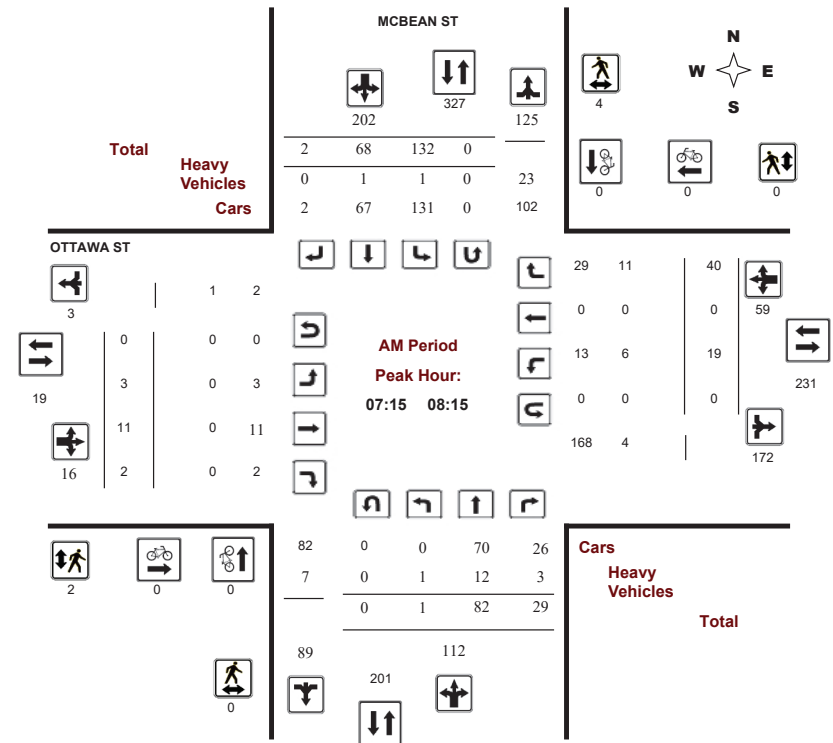 MCBEAN ST
N
W E
S
327
4
202 125
Total 2 68 132 0
Heavy
Vehicles 0 1 1 0 23
Cars 2 67 131 0 102
0 0 0
OTTAWA ST
29 11 40
1 2
3
0 0 0 59
0 0 0
AM Period
13 6 19
Peak Hour:
3 0 3
19 231
07:15 08:15
0 0 0
11 0 11
168 4
172
16 2 0 2
82 0 0 70 26 Cars
7 0 1 12 3 Heavy
Vehicles
2 0 0
0 1 82 29
Total
89 112
201
0